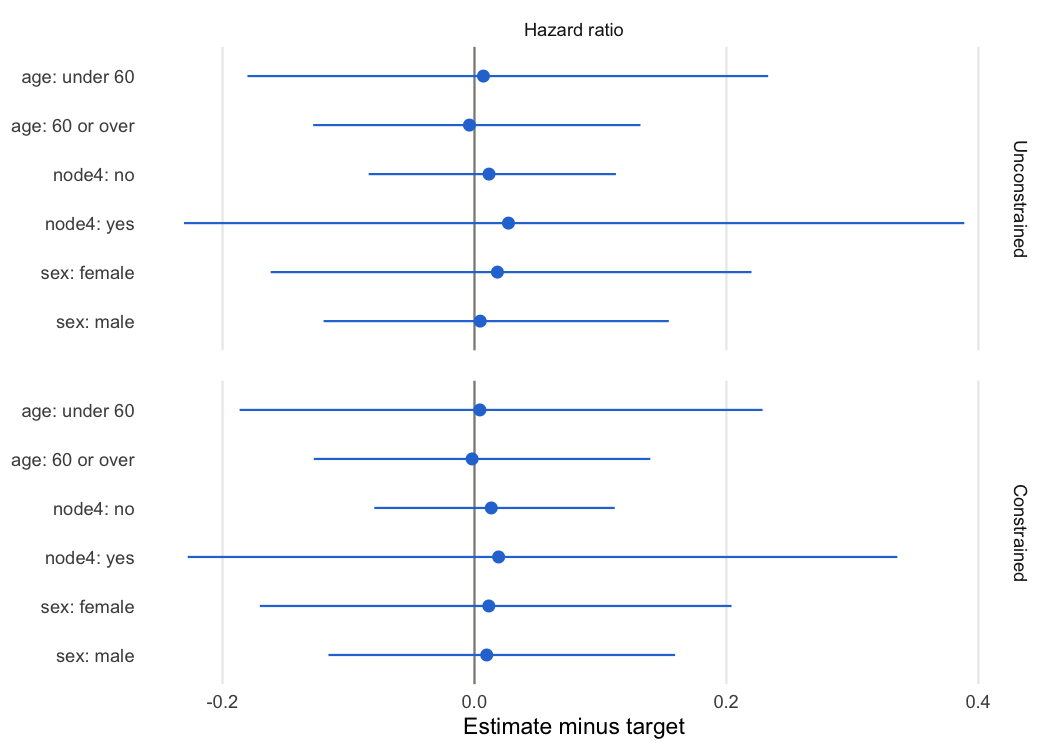 Hazard ratio
age: under 60
age: 60 or over
node4: no
node4: yes
sex: female
sex: male
Unconstrained
age: under 60
age: 60 or over
node4: no
node4: yes
sex: female
sex: male
Constrained
-0.2 0.0 0.2 0.4
Estimate minus target